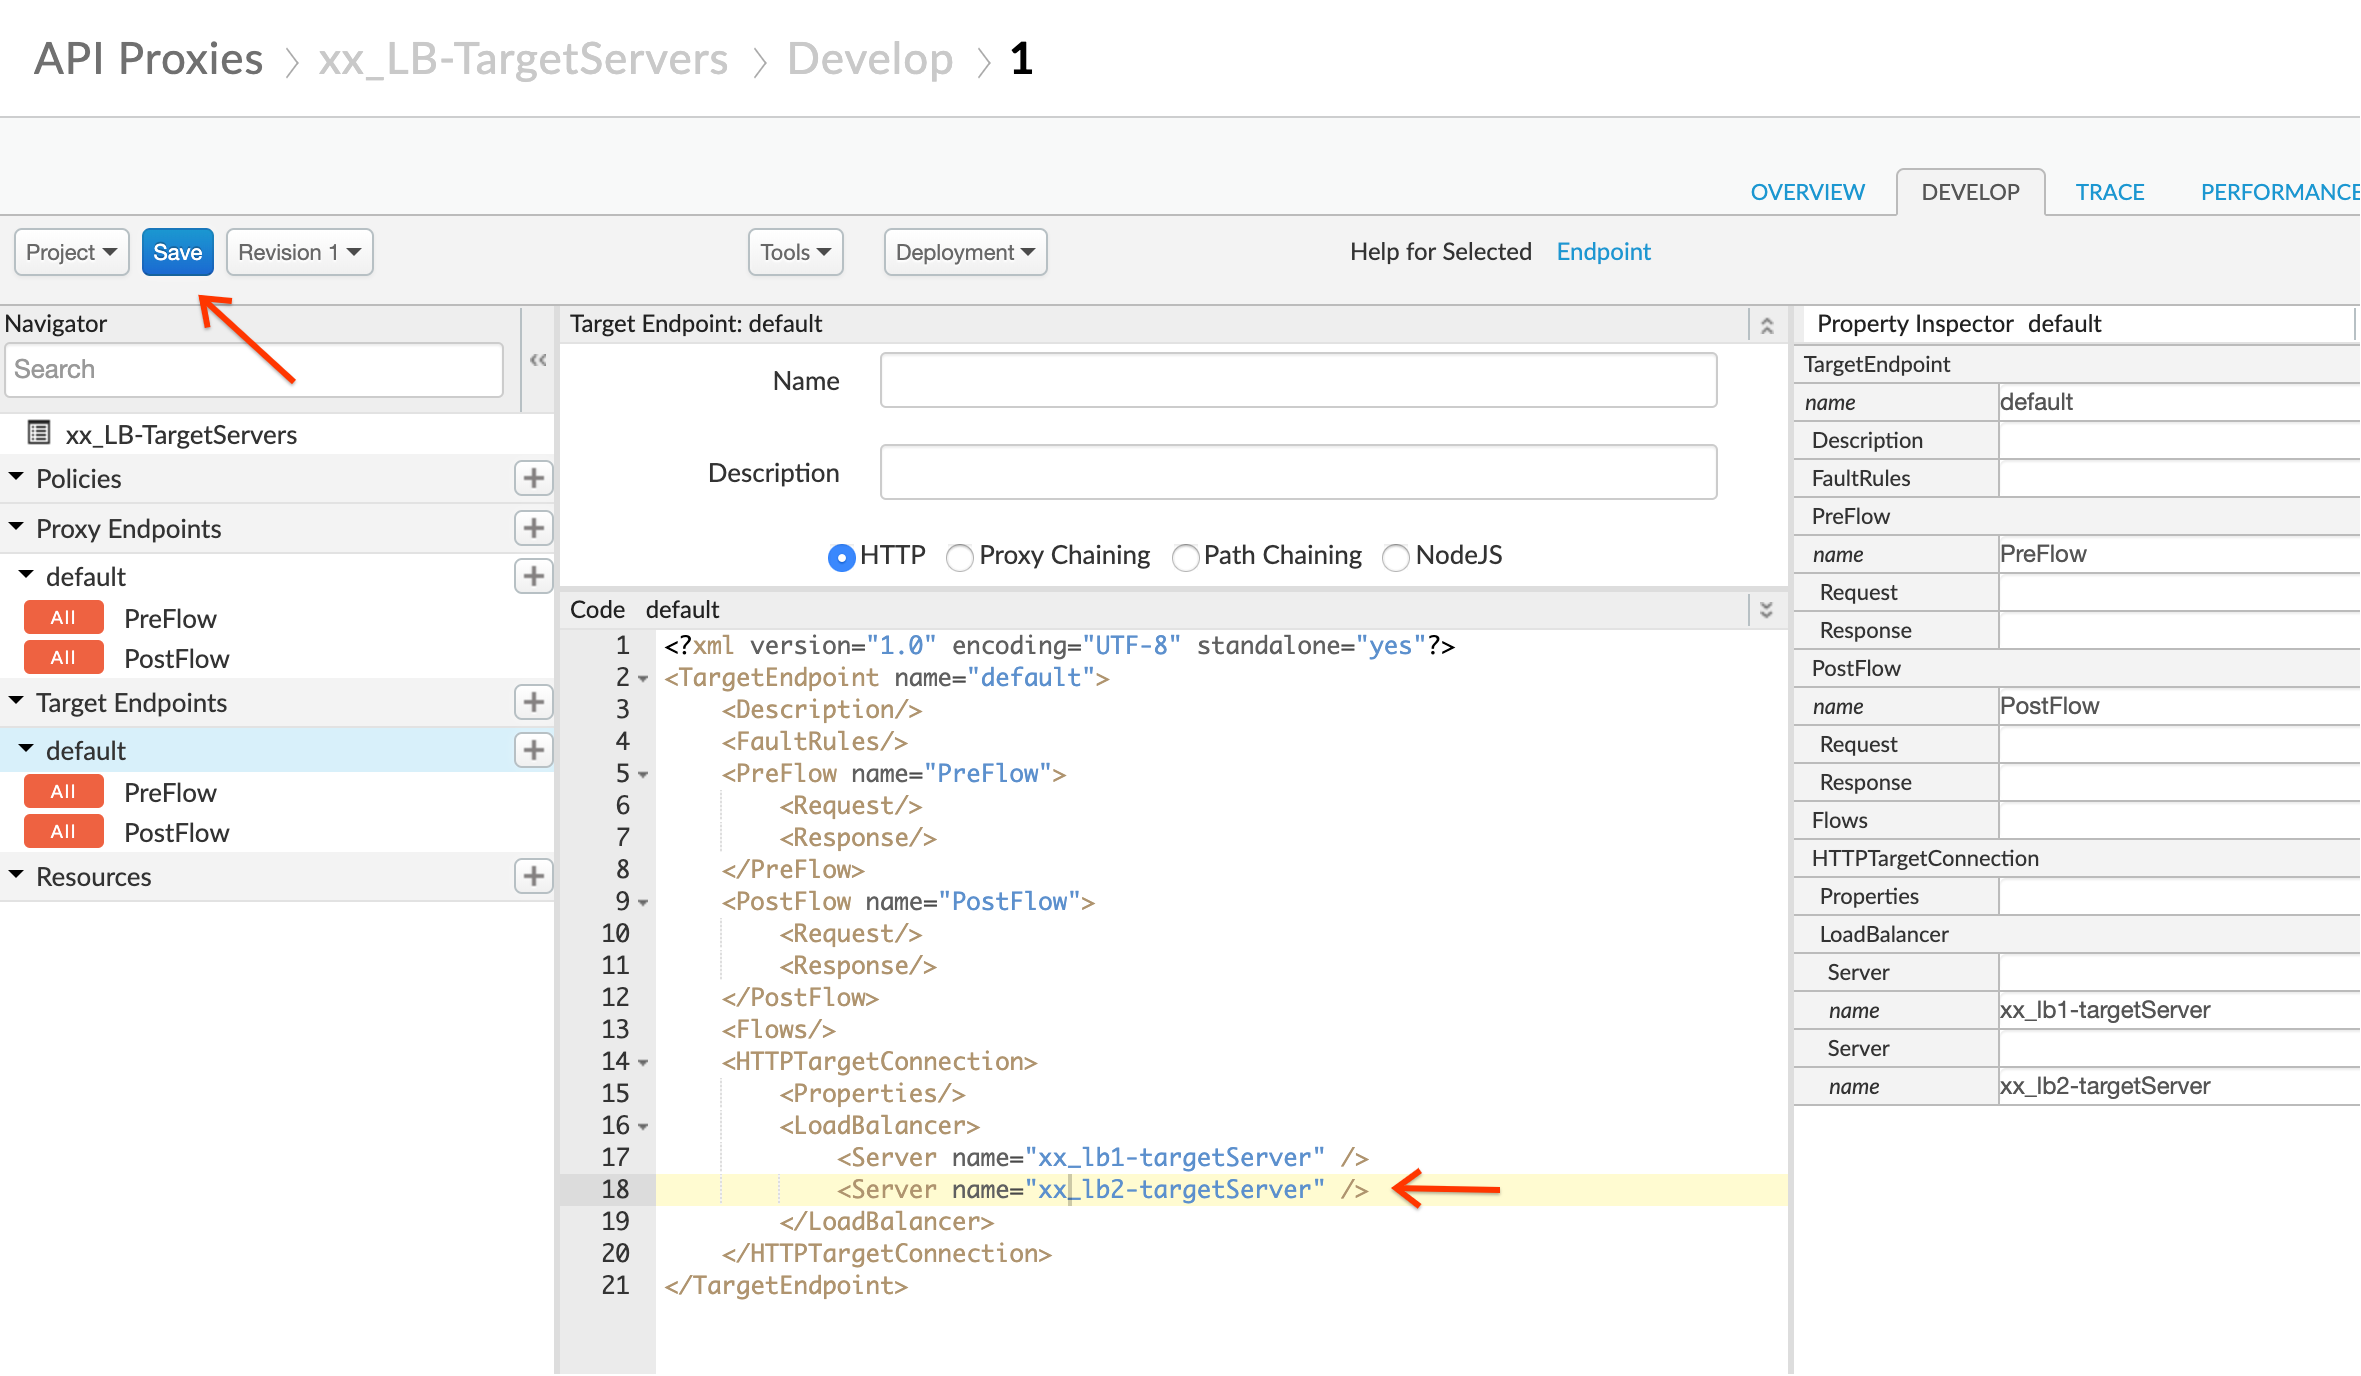 API Proxies > xx_LB-TargetServers > Develop > 1
OVERVIEW DEVELOP TRACE PERFORMANCE
Project Save Revision 1 Tools Deployment Help for Selected Endpoint
Navigator
Search
xx_LB-TargetServers
Policies
Proxy Endpoints
default
All PreFlow
All PostFlow
Target Endpoints
default
All PreFlow
All PostFlow
Resources
Target Endpoint: default
Name
Description
HTTP Proxy Chaining Path Chaining NodeJS
Code default
1 <?xml version="1.0" encoding="UTF-8" standalone="yes"?>
2 <TargetEndpoint name="default">
3 <Description/>
4 <FaultRules/>
5 <PreFlow name="PreFlow">
6 <Request/>
7 <Response/>
8 </PreFlow>
9 <PostFlow name="PostFlow">
10 <Request/>
11 <Response/>
12 </PostFlow>
13 <Flows/>
14 <HTTPTargetConnection>
15 <Properties/>
16 <LoadBalancer>
17 <Server name="xx_lb1-targetServer" />
18 <Server name="xx_lb2-targetServer" />
19 </LoadBalancer>
20 </HTTPTargetConnection>
21 </TargetEndpoint>
Property Inspector default
TargetEndpoint
name default
Description
FaultRules
PreFlow
name PreFlow
Request
Response
PostFlow
name PostFlow
Request
Response
Flows
HTTPTargetConnection
Properties
LoadBalancer
Server
name xx_lb1-targetServer
Server
name xx_lb2-targetServer